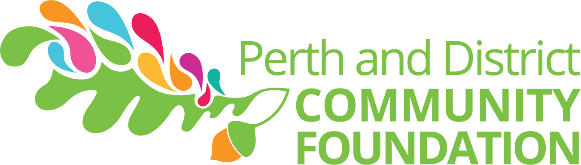 Perth and District
COMMUNITY
FOUNDATION